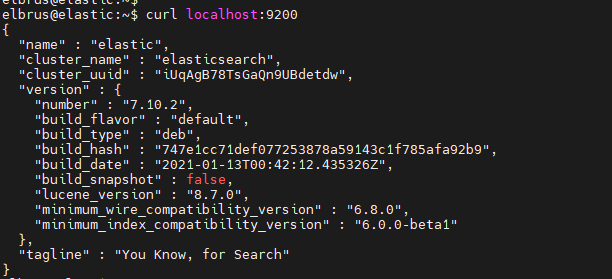 elbrus@elastic:~$
elbrus@elastic:~$ curl localhost:9200
{
  "name" : "elastic",
  "cluster_name" : "elasticsearch",
  "cluster_uuid" : "iUqAgB78TsGaQn9UBdetdw",
  "version" : {
    "number" : "7.10.2",
    "build_flavor" : "default",
    "build_type" : "deb",
    "build_hash" : "747e1cc71def077253878a59143c1f785afa92b9",
    "build_date" : "2021-01-13T00:42:12.435326Z",
    "build_snapshot" : false,
    "lucene_version" : "8.7.0",
    "minimum_wire_compatibility_version" : "6.8.0",
    "minimum_index_compatibility_version" : "6.0.0-beta1"
  },
  "tagline" : "You Know, for Search"
}